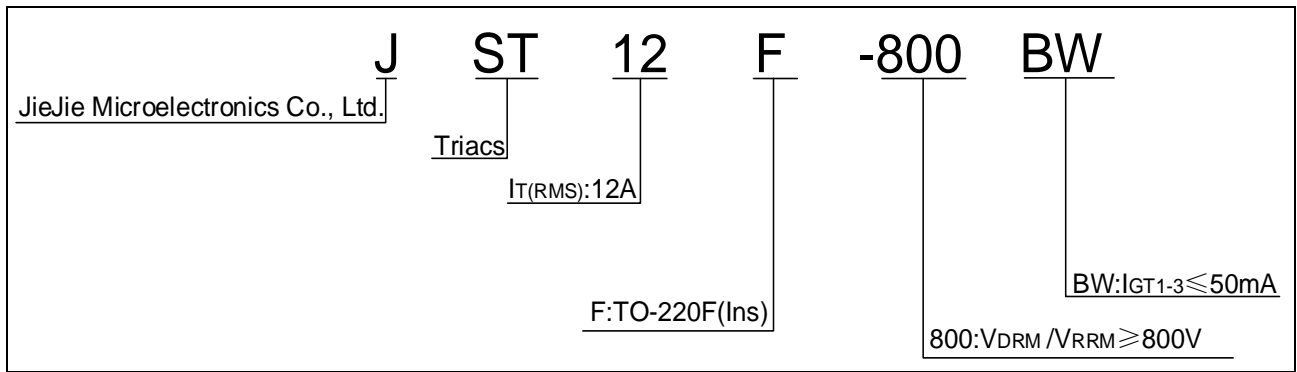 J ST 12 F -800 BW
JieJie Microelectronics Co., Ltd.
Triacs
IT(RMS):12A
BW:IGT1-3≤50mA
F:TO-220F(Ins)
800:VDRM /VRRM≥800V